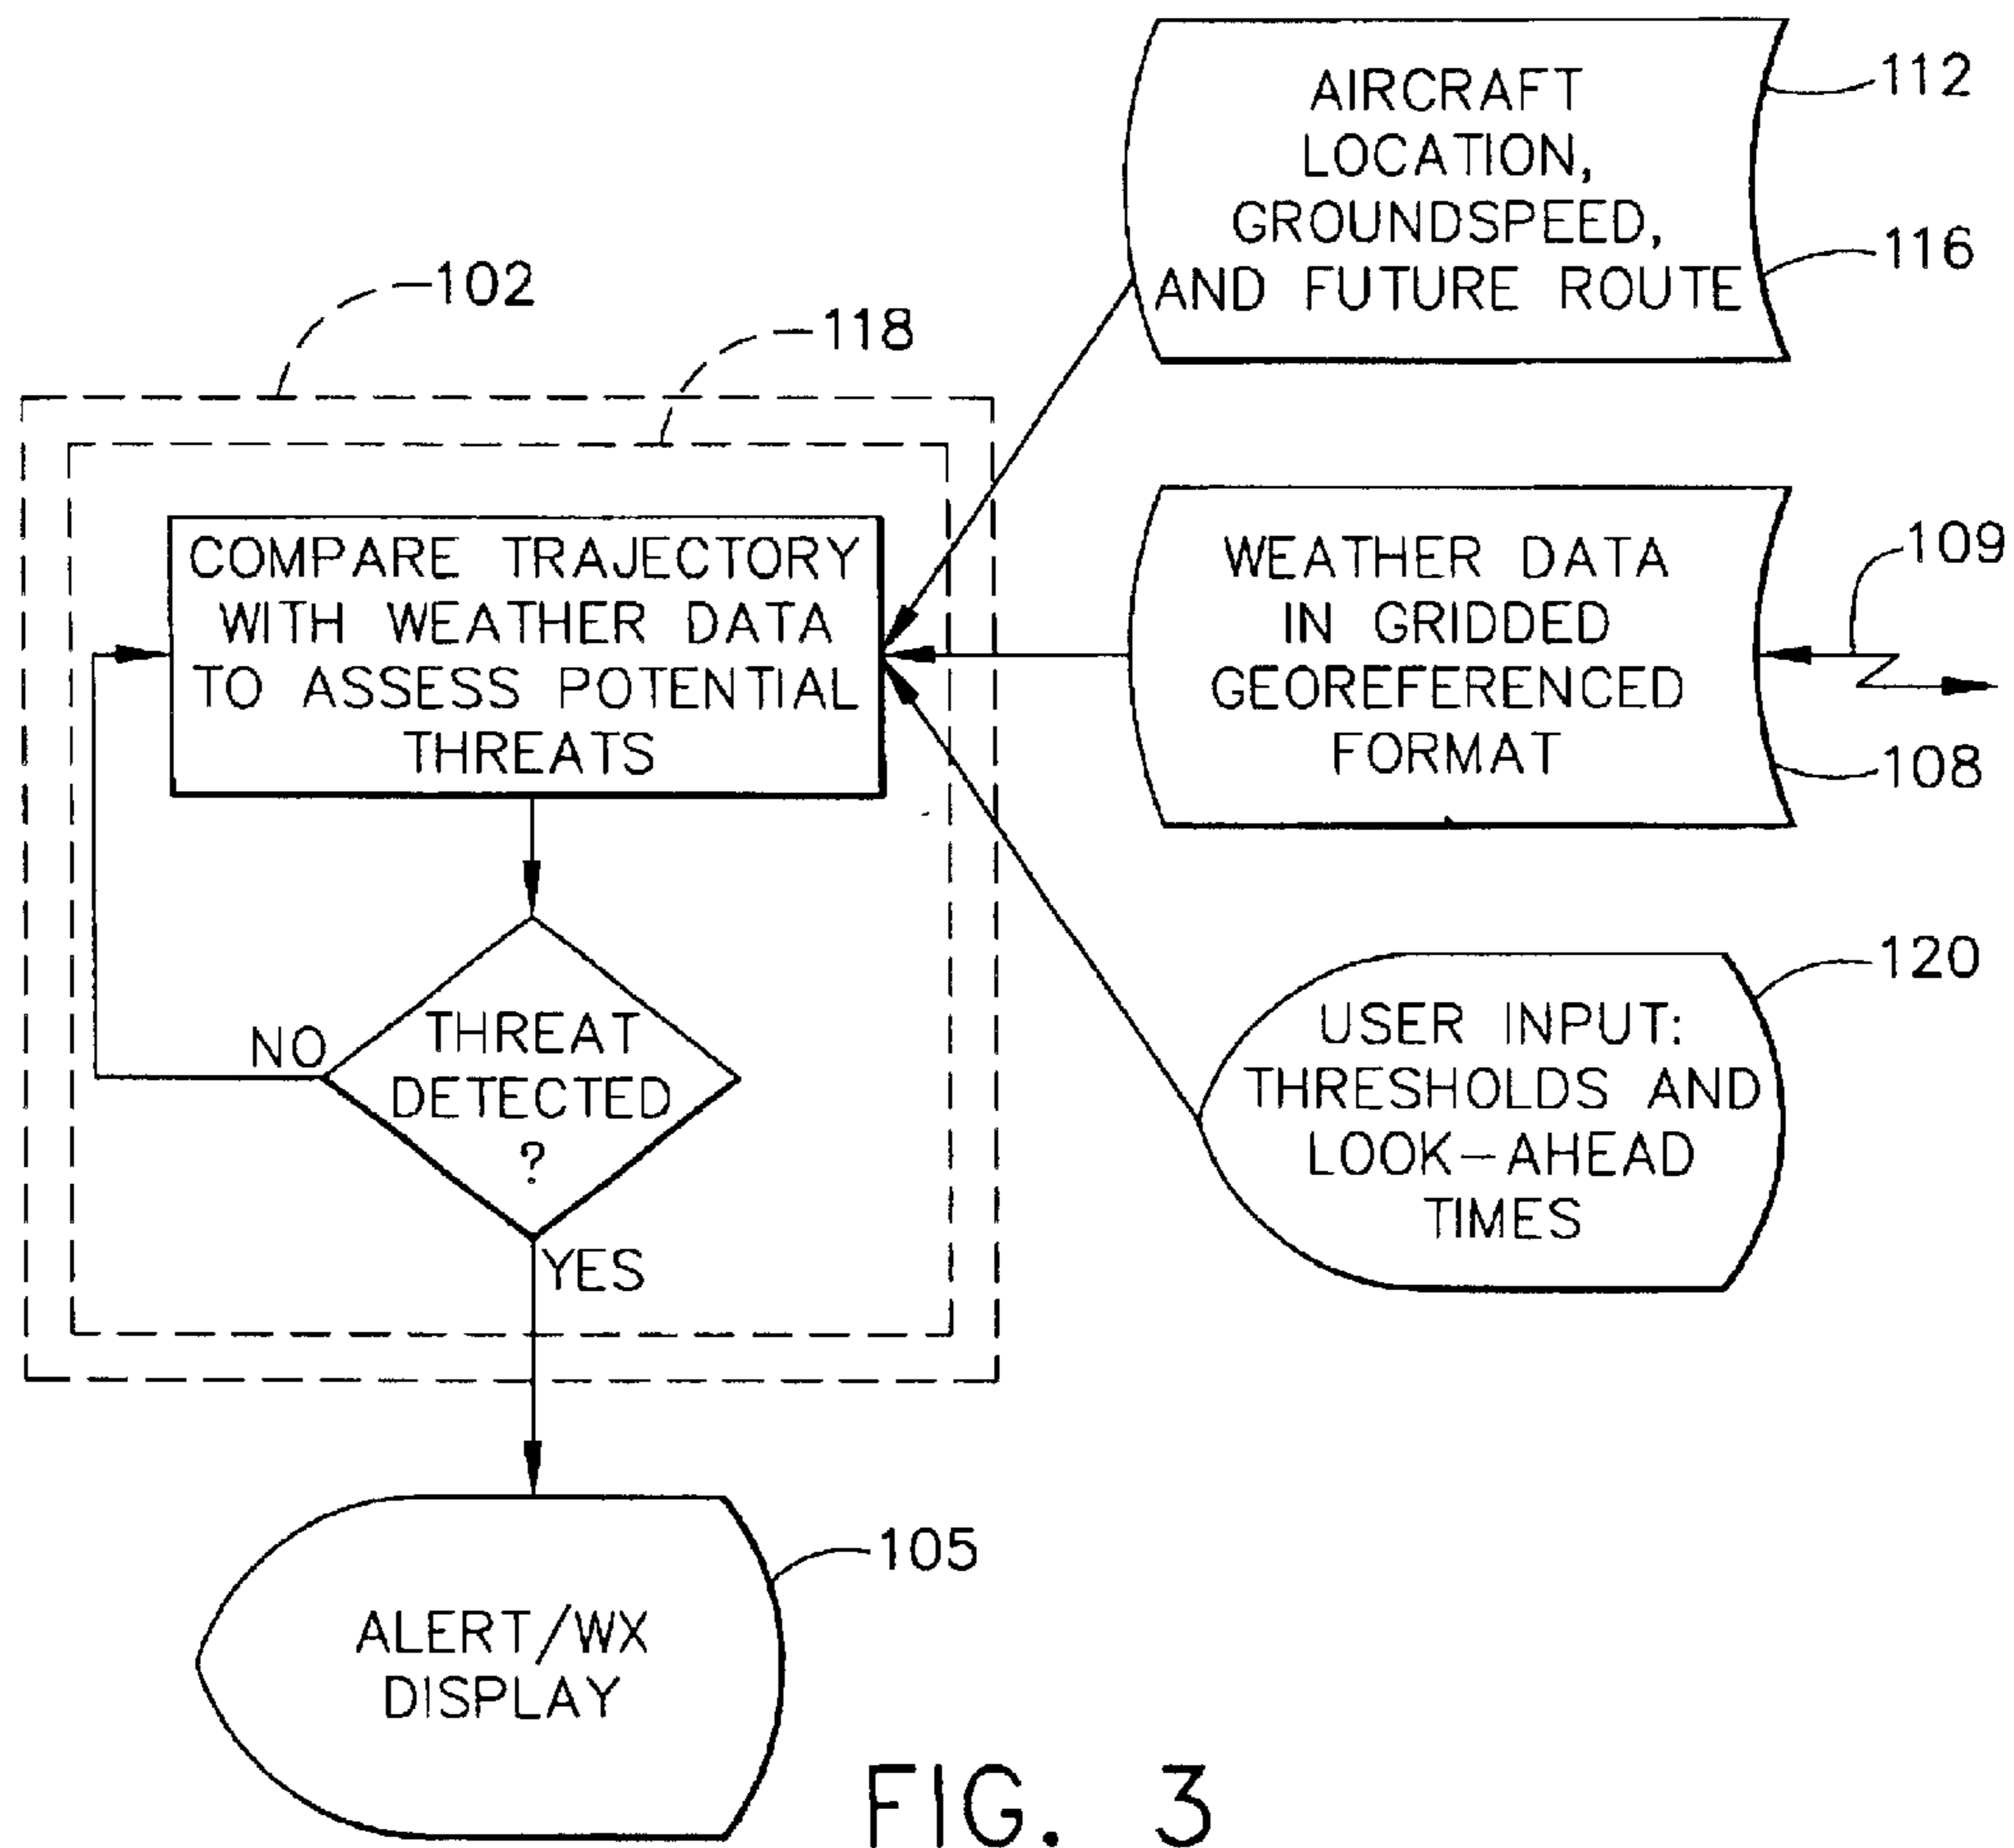 AIRCRAFT
LOCATION,
GROUNDSPEED,
AND FUTURE ROUTE
112
116
102
118
COMPARE TRAJECTORY
WITH WEATHER DATA
TO ASSESS POTENTIAL
THREATS
WEATHER DATA
IN GRIDDED
GEOREFERENCED
FORMAT
109
108
THREAT
DETECTED
?
NO
YES
USER INPUT:
THRESHOLDS AND
LOOK-AHEAD
TIMES
120
ALERT/WX
DISPLAY
105
FIG. 3